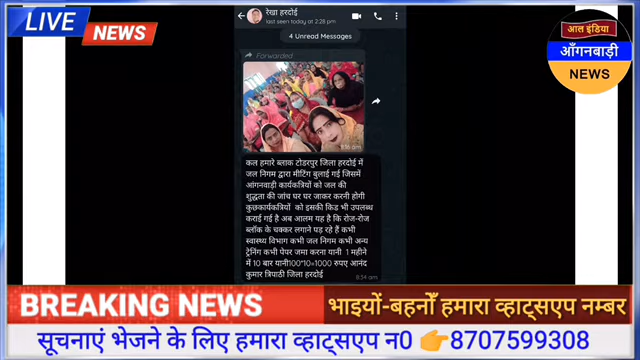 LIVE
NEWS
रेखा हरदोई
last seen today at 2:28 pm
4 Unread Messages
Forwarded
आल इंडिया
आँगनबाड़ी
NEWS
कल हमारे ब्लाक टोडरपुर जिला हरदोई में
जल निगम द्वारा मीटिंग बुलाई गई जिसमें
आंगनवाड़ी कार्यकत्रियों को जल की
शुद्धता की जांच घर घर जाकर करनी होगी
कुछकार्यकत्रियों को इसकी किड भी उपलब्ध
कराई गई है अब आलम यह है कि रोज-रोज
ब्लॉक के चक्कर लगाने पड़ रहे हैं कभी
स्वास्थ्य विभाग कभी जल निगम कभी अन्य
ट्रेनिंग कभी पेपर जमा करना यानी 1 महीने
में 10 बार यानी100*10=1000 रुपए आनंद
कुमार त्रिपाठी जिला हरदोई
8:34 am
BREAKING NEWS
भाइयों-बहनोँ हमारा व्हाट्सएप नम्बर
सूचनाएं भेजने के लिए हमारा व्हाट्सएप न0 👉8707599308